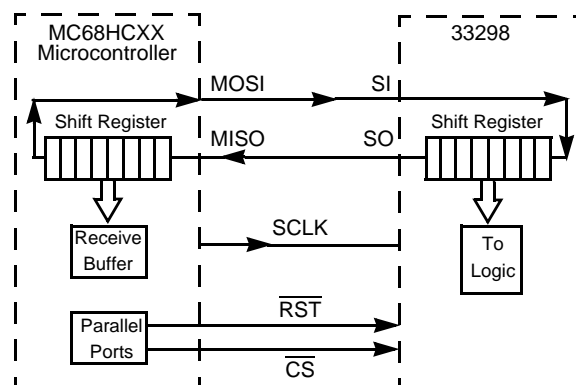 MC68HCXX
Microcontroller
33298
MOSI
SI
Shift Register
Shift Register
MISO
SO
Receive
Buffer
SCLK
To
Logic
Parallel
Ports
RST
CS